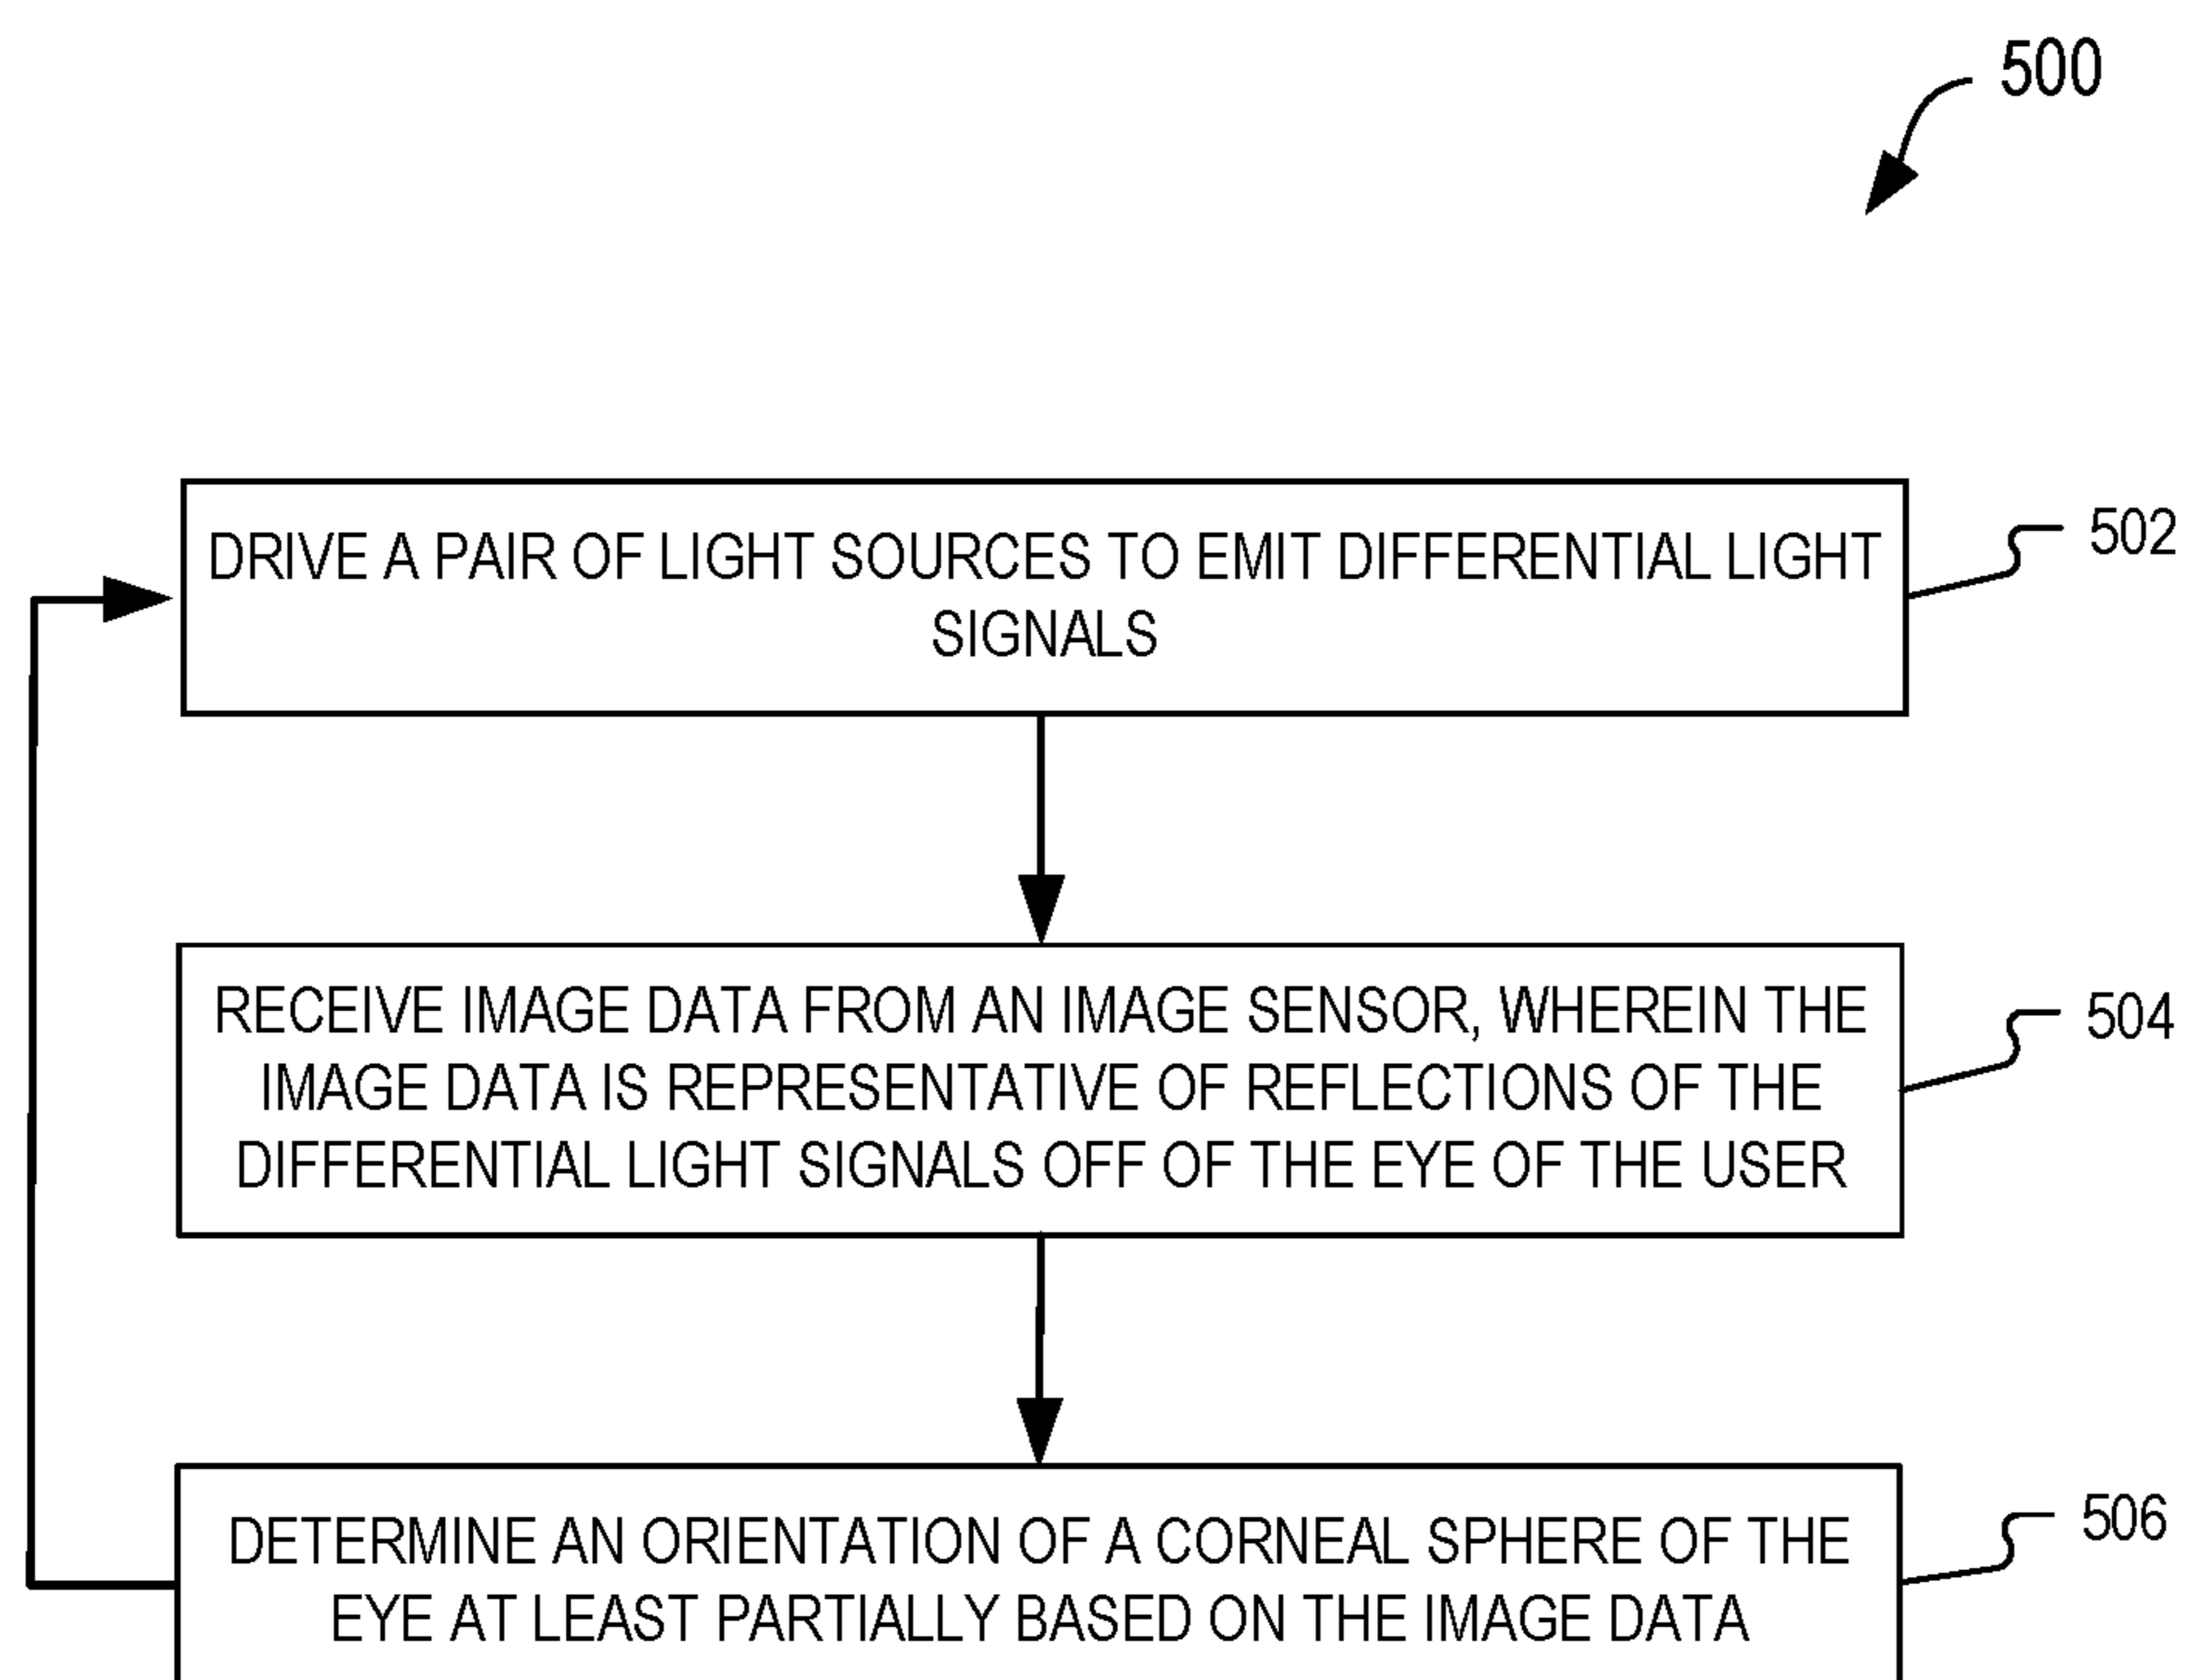 500
DRIVE A PAIR OF LIGHT SOURCES TO EMIT DIFFERENTIAL LIGHT
SIGNALS
502
RECEIVE IMAGE DATA FROM AN IMAGE SENSOR, WHEREIN THE
IMAGE DATA IS REPRESENTATIVE OF REFLECTIONS OF THE
DIFFERENTIAL LIGHT SIGNALS OFF OF THE EYE OF THE USER
504
DETERMINE AN ORIENTATION OF A CORNEAL SPHERE OF THE
EYE AT LEAST PARTIALLY BASED ON THE IMAGE DATA
506